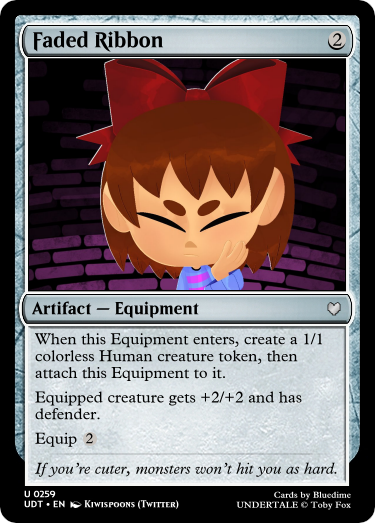 Faded Ribbon 2
Artifact — Equipment
When this Equipment enters, create a 1/1
colorless Human creature token, then
attach this Equipment to it.
Equipped creature gets +2/+2 and has
defender.
Equip 2
If you're cuter, monsters won't hit you as hard.
U 0259
Cards by Bluedime
UDT • EN Kiwispoons (Twitter)
UNDERTALE © Toby Fox